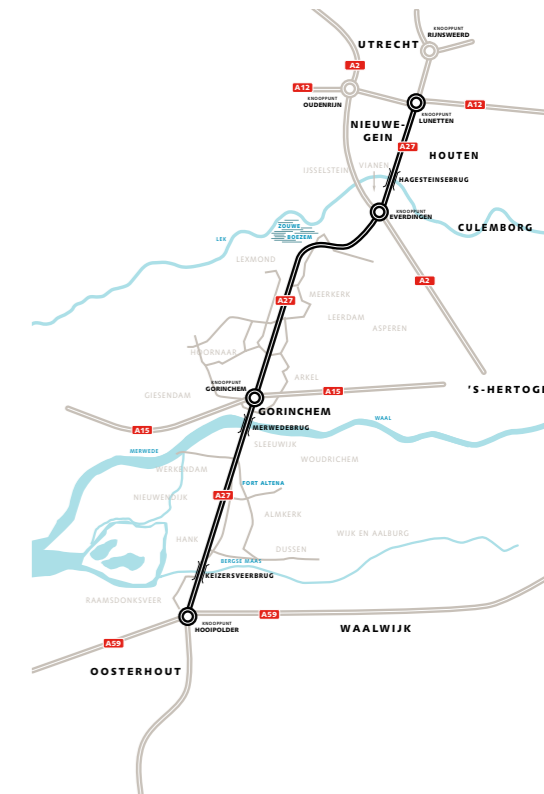 KNOOPPUNT
RIJNSWEERD
UTRECHT
A2
A12
KNOOPPUNT
OUDENRIJN
A12
KNOOPPUNT
LUNETTEN
NIEUWE-
GEIN
A27
HOUTEN
VIANEN
IJSSELSTEIN
HAGESTEINSEBRUG
KNOOPPUNT
EVERDINGEN
ZOUWE
BOEZEM
CULEMBORG
LEK
LEXMOND
A2
MEERKERK
A27
LEERDAM
ASPEREN
HOORNAAR
ARKEL
KNOOPPUNT
GORINCHEM
A15
'S-HERTOGE
GIESENDAM
GORINCHEM
WAAL
A15
MERWEDEBRUG
SLEEUWIJK
MERWEDE
WOUDRICHEM
WERKENDAM
FORT ALTENA
NIEUWENDIJK
A27
ALMKERK
WIJK EN AALBURG
HANK
DUSSEN
BERGSE MAAS
KEIZERSVEERBRUG
RAAMSDONKSVEER
A59
KNOOPPUNT
HOOIPOLDER
WAALWIJK
A59
OOSTERHOUT